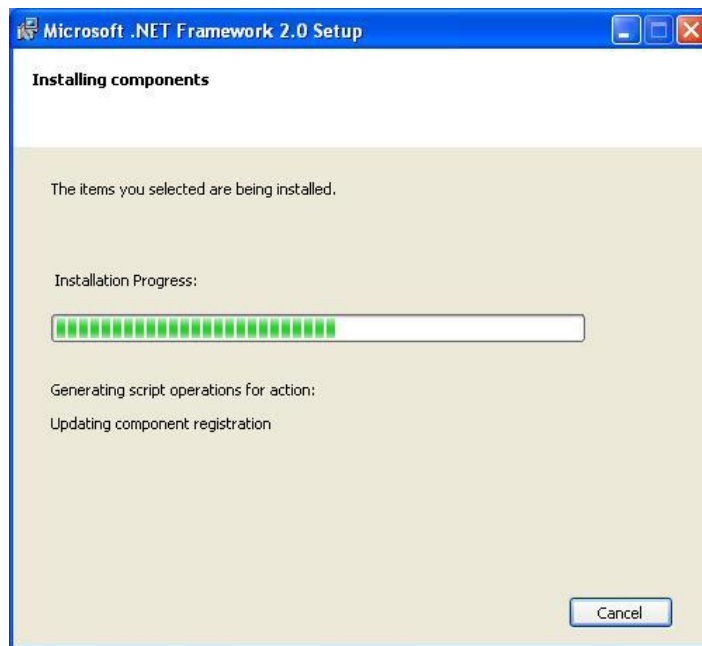 Microsoft .NET Framework 2.0 Setup
Installing components
The items you selected are being installed.
Installation Progress:
Generating script operations for action:
Updating component registration
Cancel